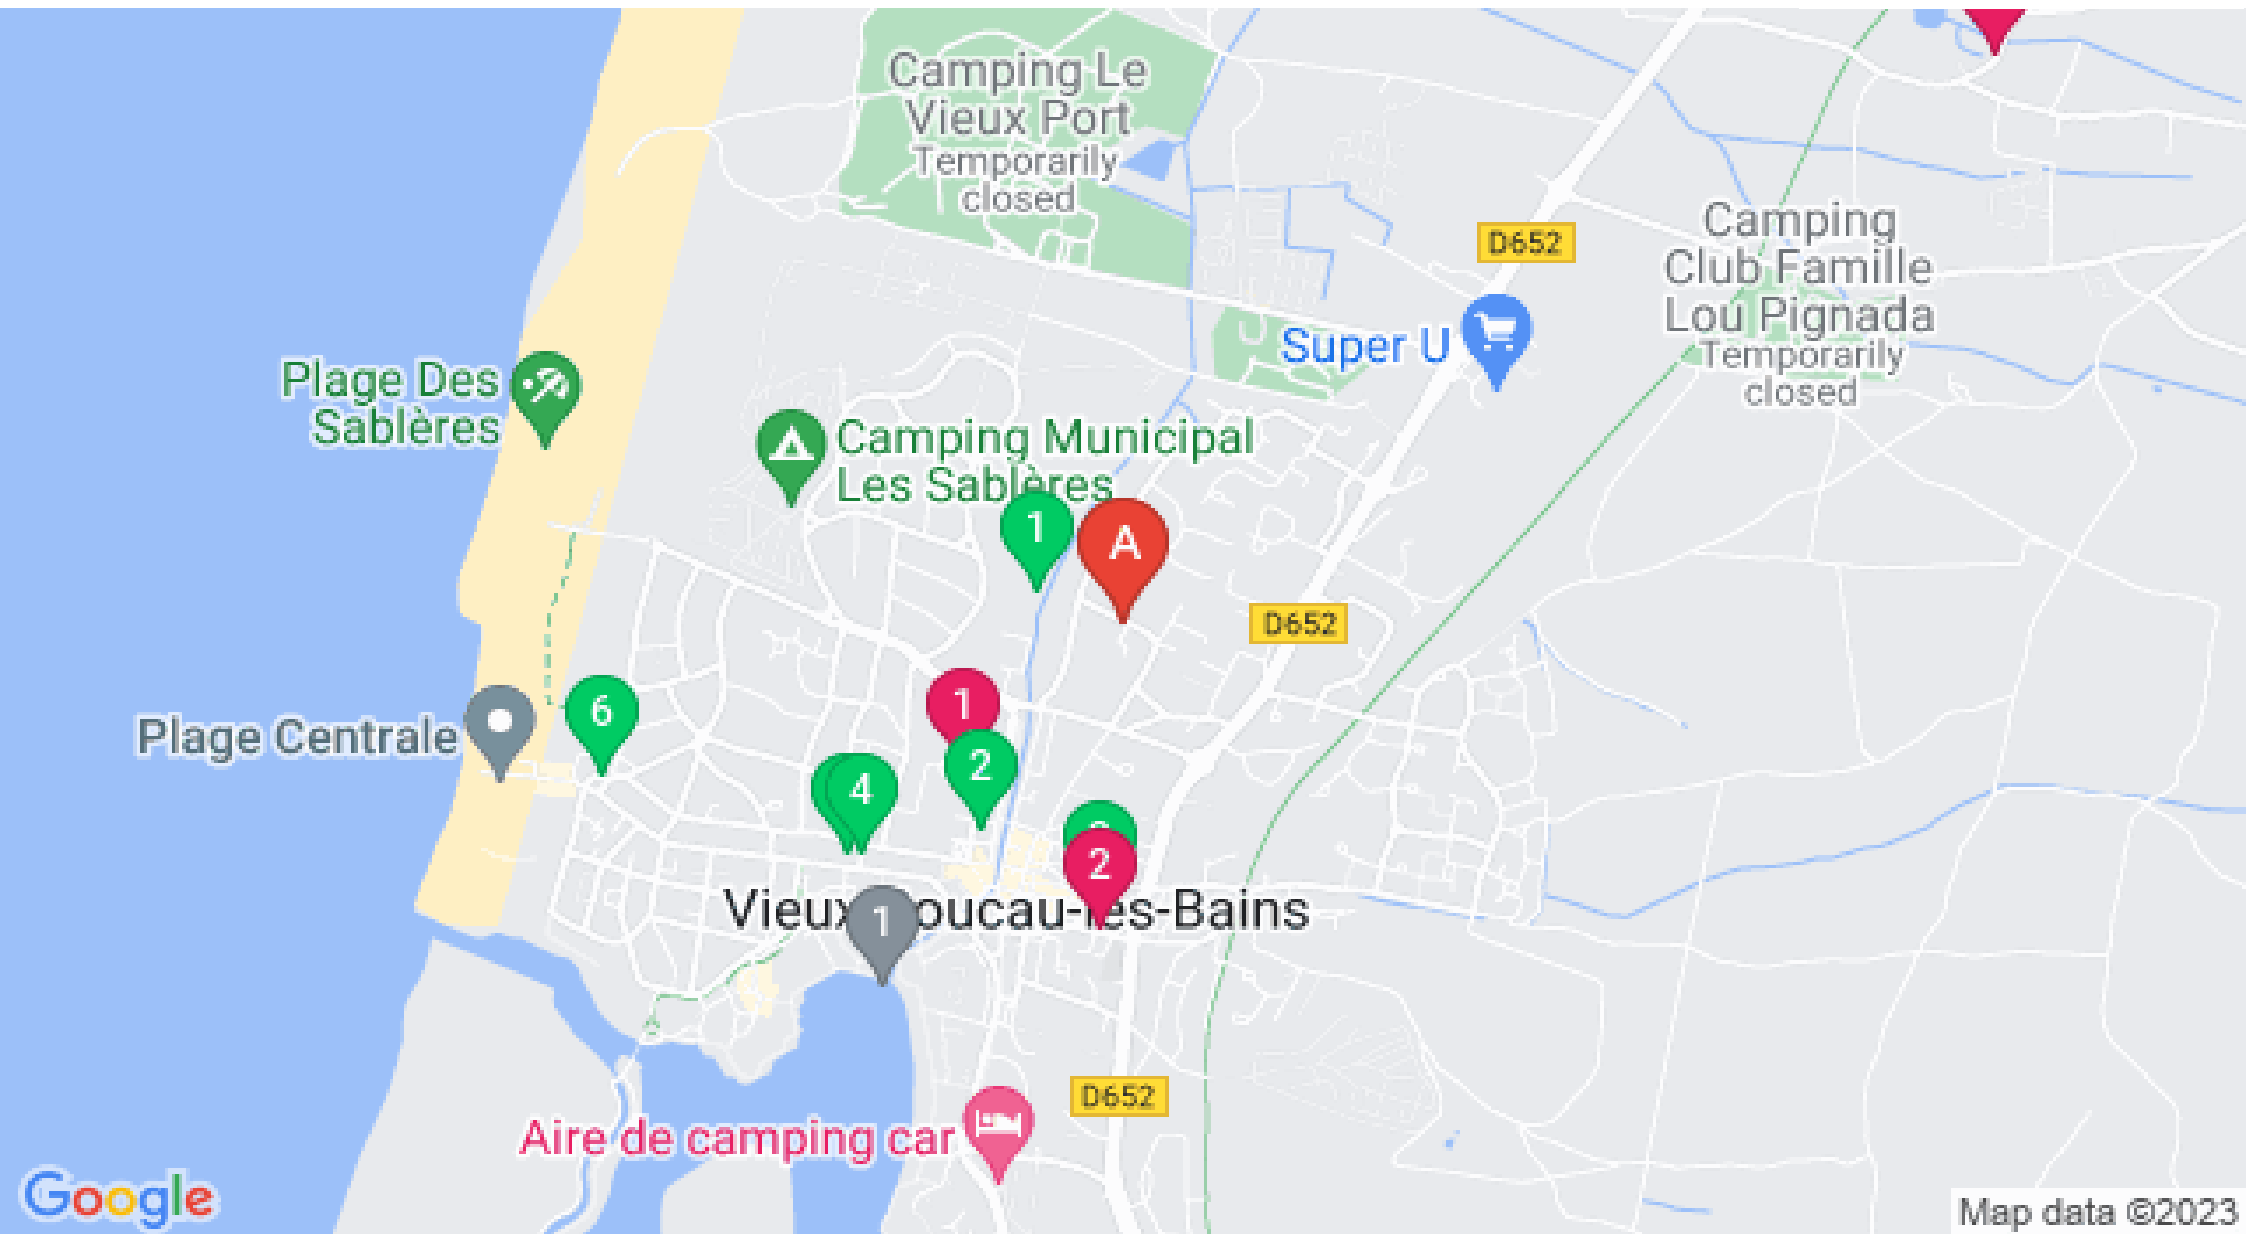 Camping Le
Vieux Port
Temporarily
closed
D652
Camping
Club Famille
Lou Pignada
Temporarily
closed
Super U
Plage Des
Sablères
Camping Municipal
Les Sablères
1
A
D652
1
6
Plage Centrale
2
4
2
1
-Bains
D652
Aire de camping car
Google
Map data ©2023